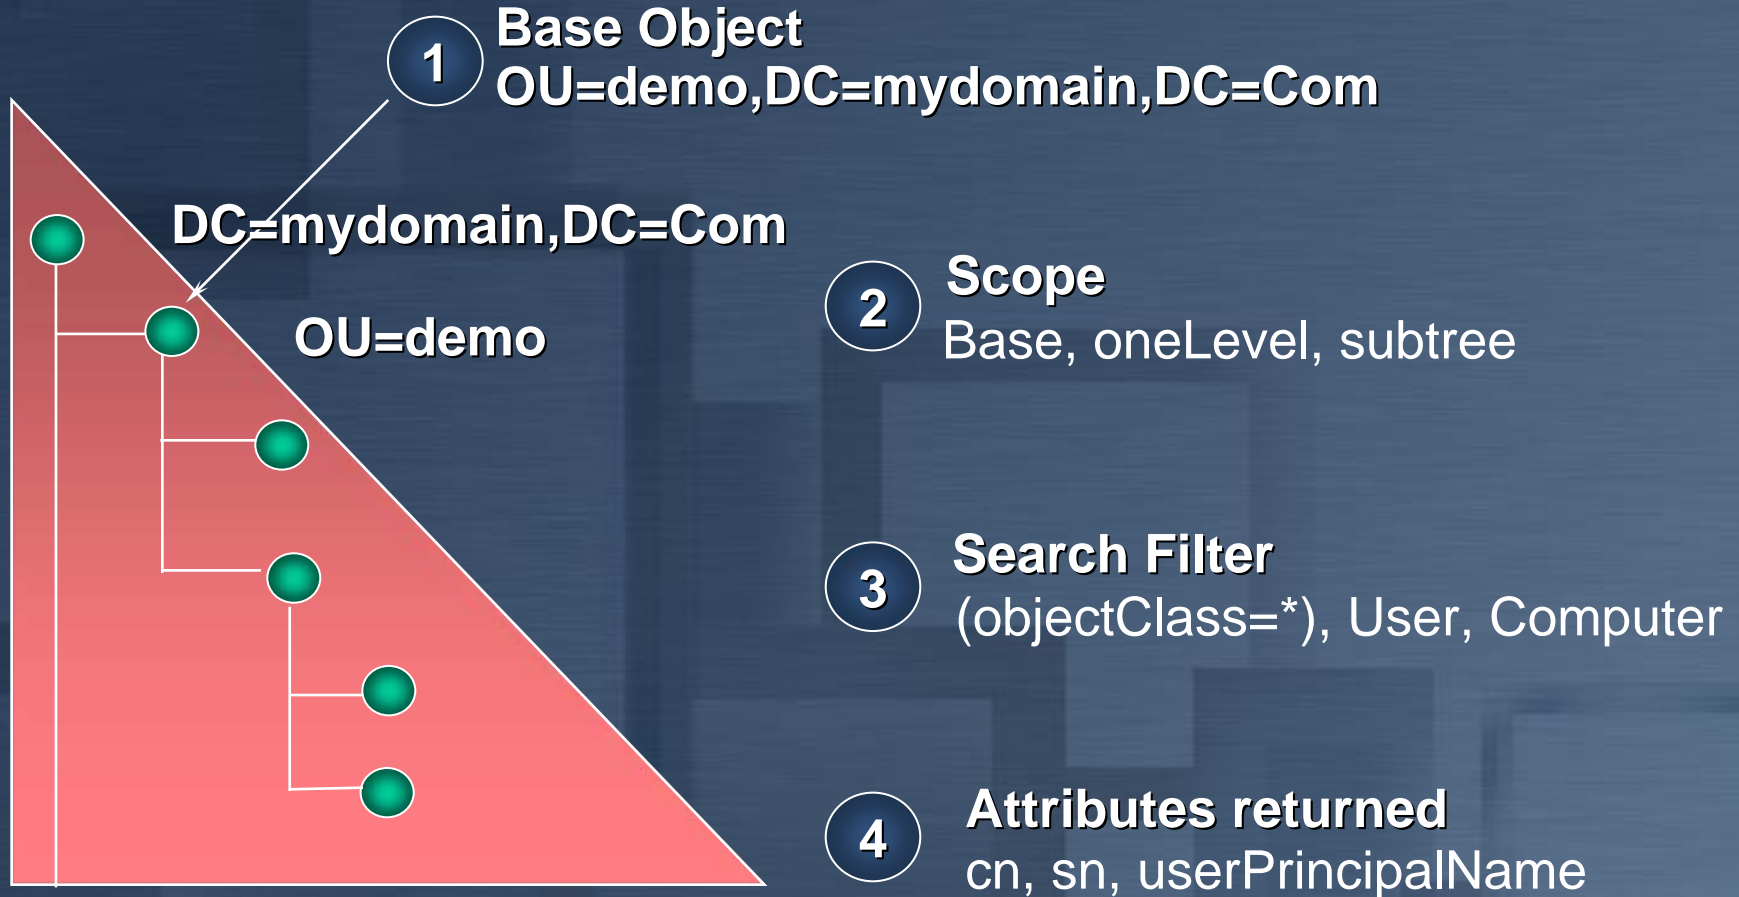 1
Base Object
OU=demo,DC=mydomain,DC=Com
DC=mydomain,DC=Com
OU=demo
2
Scope
Base, oneLevel, subtree
3
Search Filter
(objectClass=*), User, Computer
4
Attributes returned
cn, sn, userPrincipalName